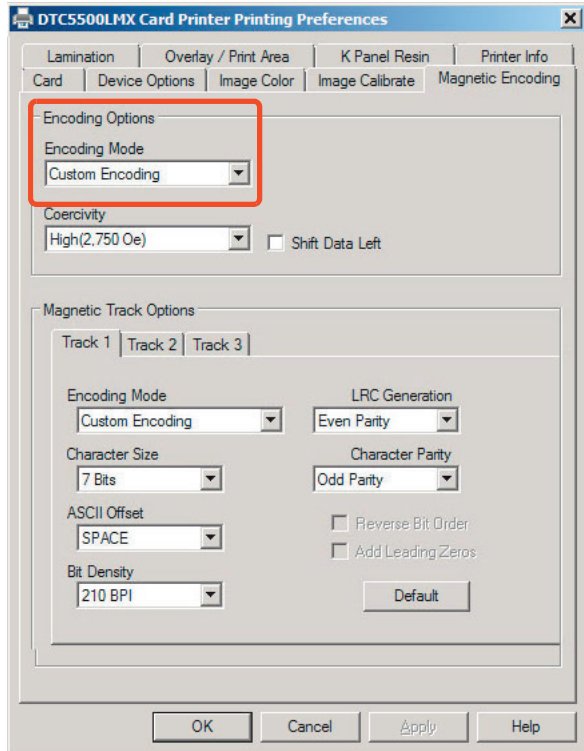 DTC5500LMX Card Printer Printing Preferences
Lamination Overlay / Print Area K Panel Resin Printer Info
Card Device Options Image Color Image Calibrate Magnetic Encoding
Encoding Options
Encoding Mode
Custom Encoding
Coercivity
High(2,750 Oe) Shift Data Left
Magnetic Track Options
Track 1 Track 2 Track 3
Encoding Mode LRC Generation
Custom Encoding Even Parity
Character Size Character Parity
7 Bits Odd Parity
ASCII Offset Reverse Bit Order
SPACE Add Leading Zeros
Bit Density
210 BPI Default
OK Cancel Apply Help